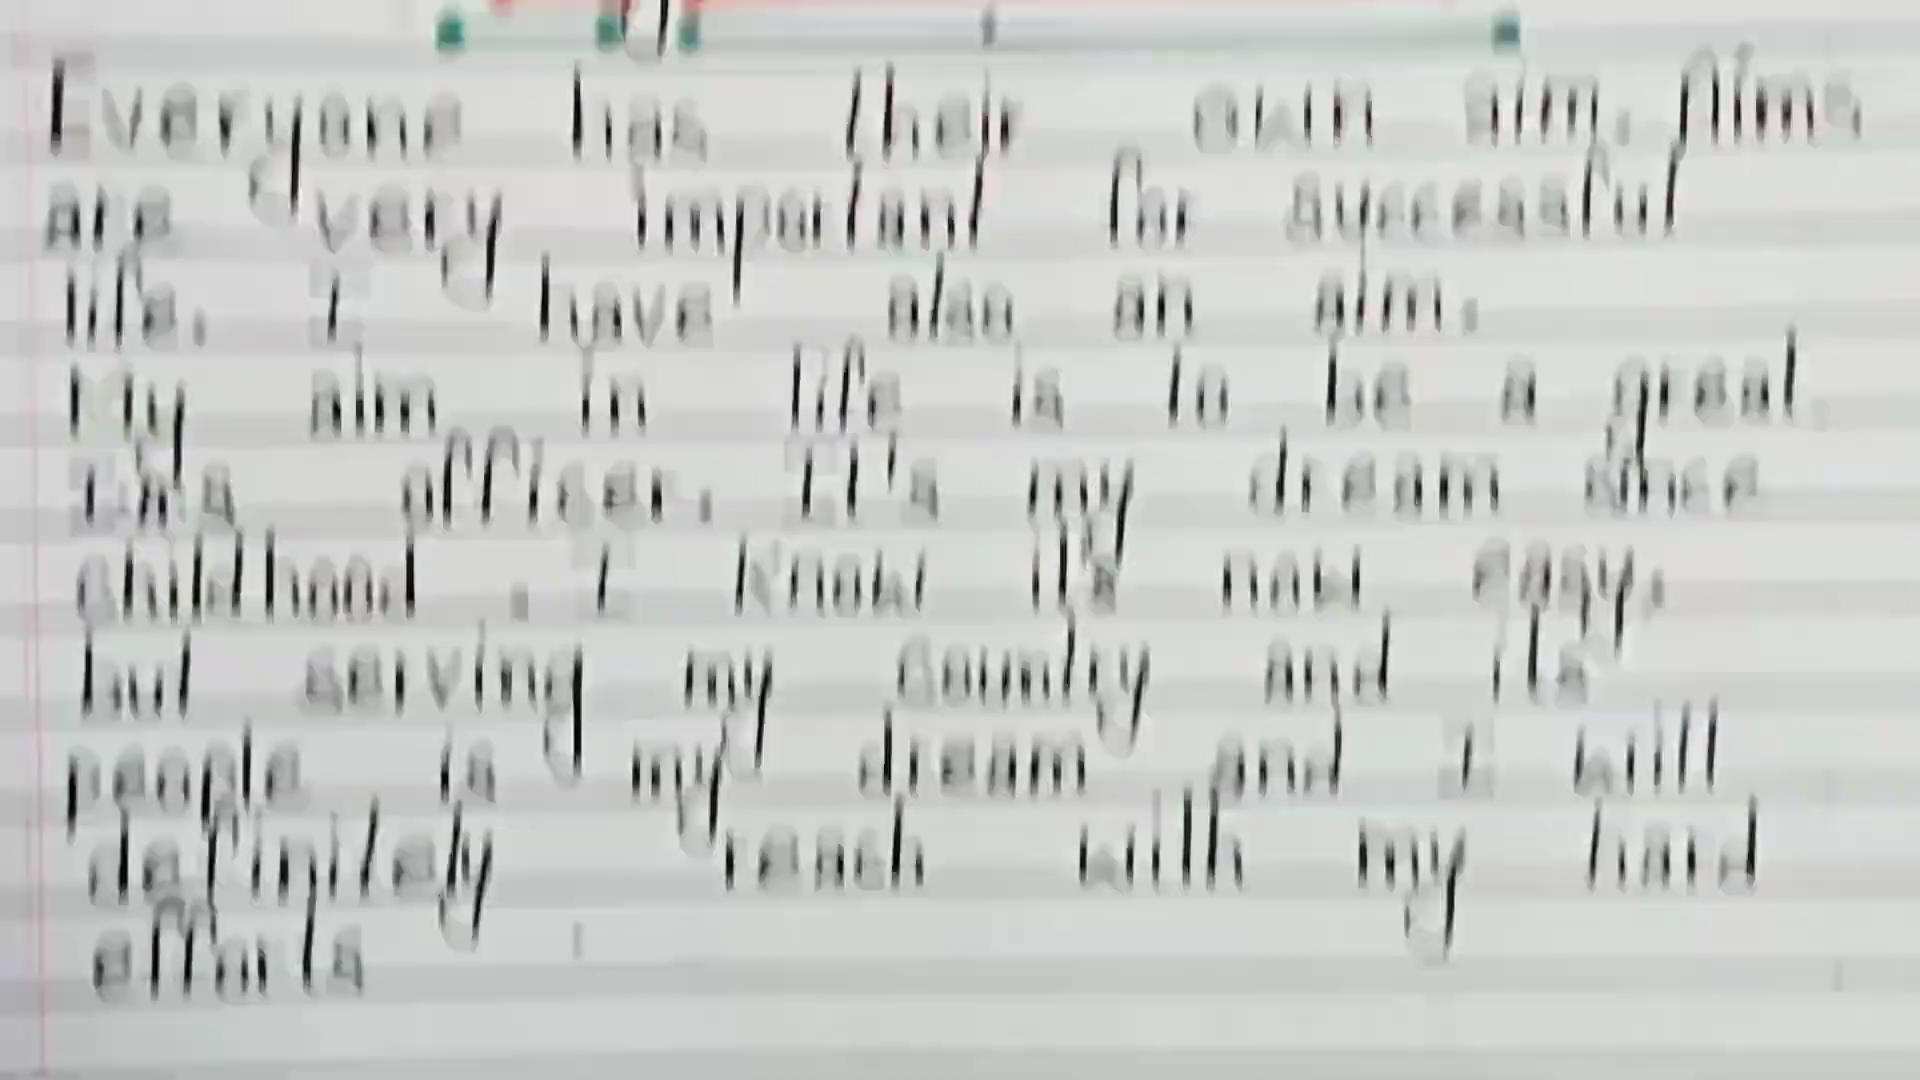 Everyone has their own aim. Aims
are very important for successful
life. I have also an aim.
My aim in life is to be a great
officer. It's my dream since
childhood. I know it's now easy,
but serving my country and its
people is my dream and I will
definitely reach with my hard
efforts